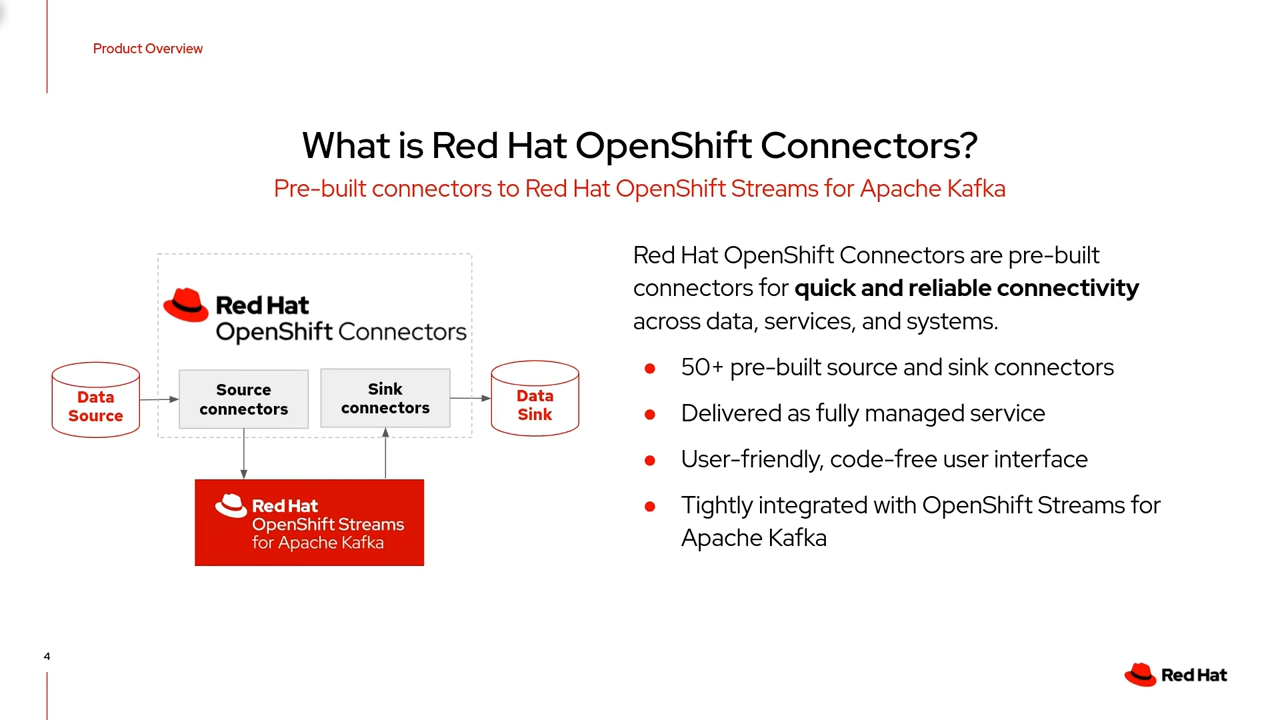 Product Overview
What is Red Hat OpenShift Connectors?
Pre-built connectors to Red Hat OpenShift Streams for Apache Kafka
Red Hat
OpenShift Connectors
Data
Source
Source
connectors
Sink
connectors
Data
Sink
Red Hat
OpenShift Streams
for Apache Kafka
Red Hat OpenShift Connectors are pre-built
connectors for quick and reliable connectivity
across data, services, and systems.
● 50+ pre-built source and sink connectors
● Delivered as fully managed service
● User-friendly, code-free user interface
● Tightly integrated with OpenShift Streams for
Apache Kafka
4
Red Hat